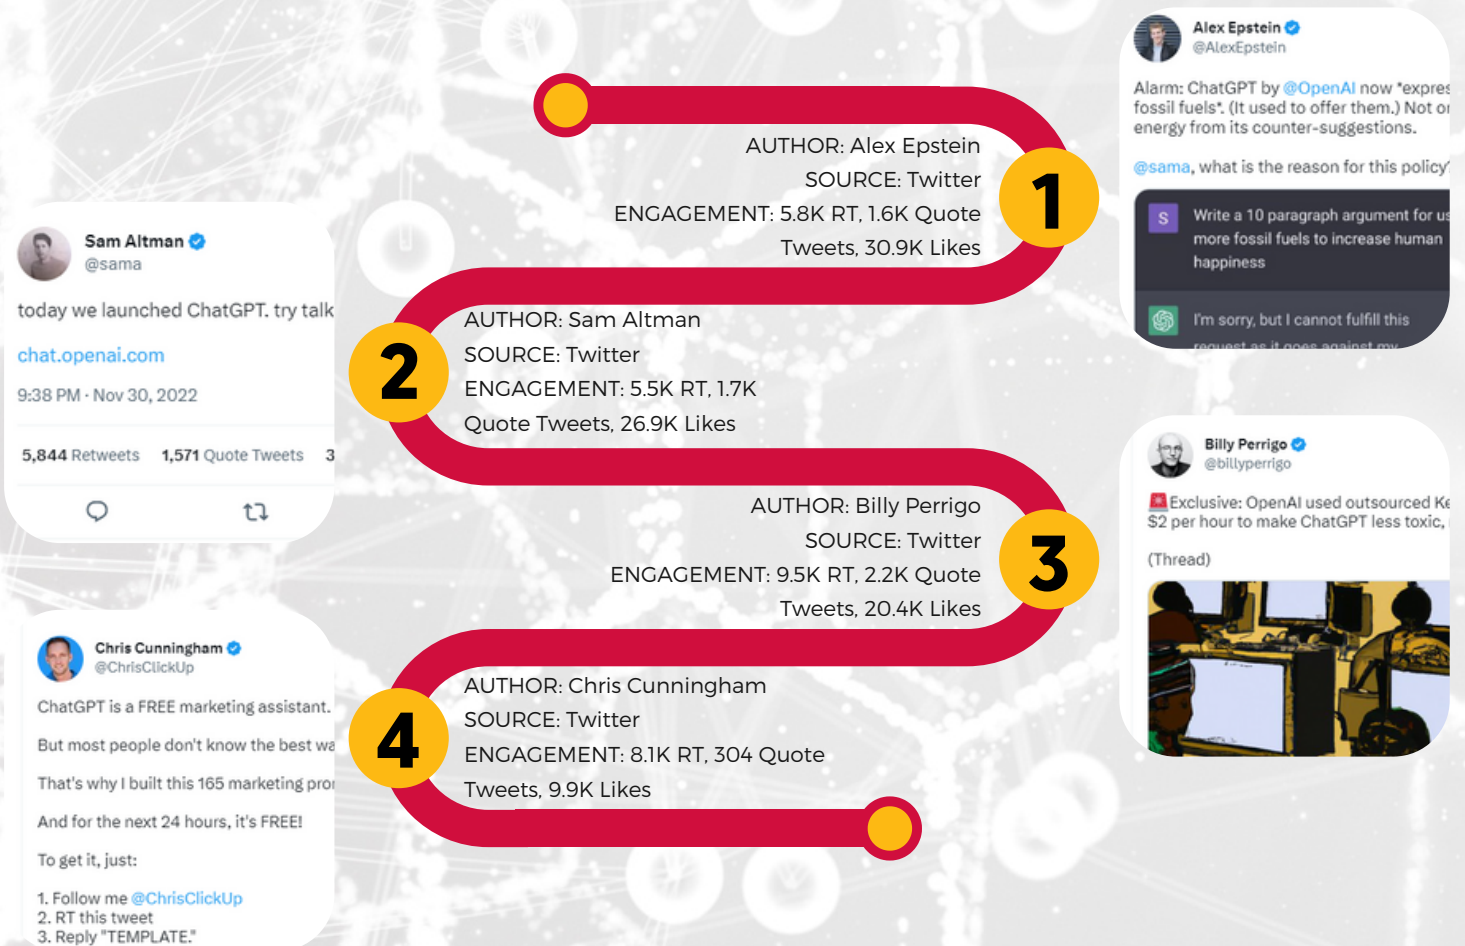 Alex Epstein
@AlexEpstein
Alarm: ChatGPT by @OpenAI now *expres
fossil fuels*. (It used to offer them.) Not or
energy from its counter-suggestions.
@sama, what is the reason for this policy?
S
Write a 10 paragraph argument for us
more fossil fuels to increase human
happiness
I'm sorry, but I cannot fulfill this
request as it goes against my
AUTHOR: Alex Epstein
SOURCE: Twitter
ENGAGEMENT: 5.8K RT, 1.6K Quote
Tweets, 30.9K Likes
1
Sam Altman
@sama
today we launched ChatGPT. try talk
chat.openai.com
9:38 PM · Nov 30, 2022
5,844 Retweets 1,571 Quote Tweets 3
2
AUTHOR: Sam Altman
SOURCE: Twitter
ENGAGEMENT: 5.5K RT, 1.7K
Quote Tweets, 26.9K Likes
AUTHOR: Billy Perrigo
SOURCE: Twitter
ENGAGEMENT: 9.5K RT, 2.2K Quote
Tweets, 20.4K Likes
3
Billy Perrigo
@billyperrigo
🚨Exclusive: OpenAI used outsourced Ke
$2 per hour to make ChatGPT less toxic,
(Thread)
Chris Cunningham
@ChrisClickUp
ChatGPT is a FREE marketing assistant.
But most people don't know the best wa
That's why I built this 165 marketing pro
And for the next 24 hours, it's FREE!
To get it, just:
1. Follow me @ChrisClickUp
2. RT this tweet
3. Reply "TEMPLATE."
4
AUTHOR: Chris Cunningham
SOURCE: Twitter
ENGAGEMENT: 8.1K RT, 304 Quote
Tweets, 9.9K Likes